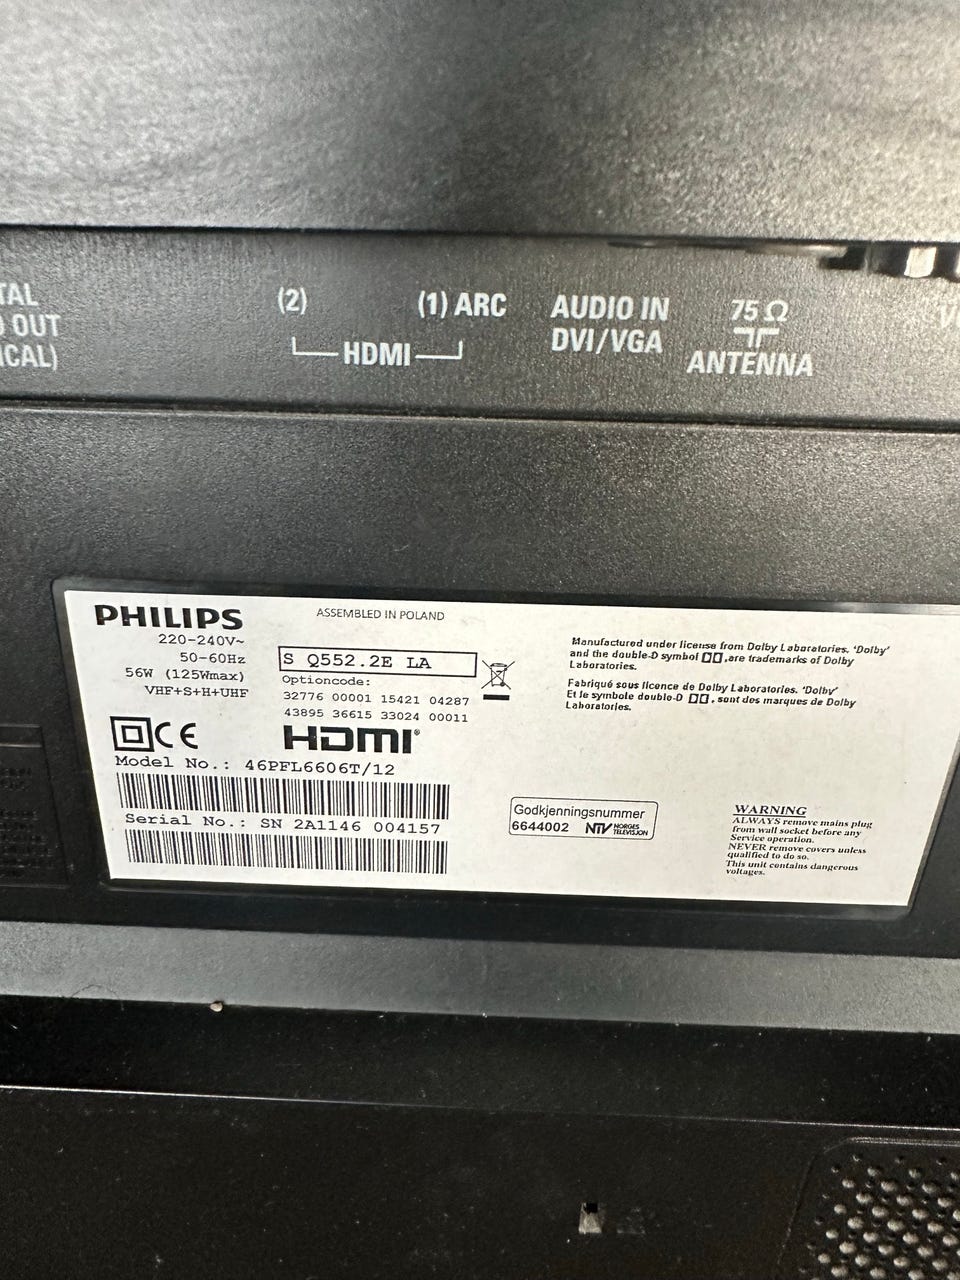 TAL
O OUT
ICAL)
(2)
(1) ARC
HDMI
AUDIO IN
DVI/VGA
75 Ω
ANTENNA
PHILIPS
220-240V~
50-60Hz
56W (125Wmax)
VHF+S+H+UHF
CE
ASSEMBLED IN POLAND
S Q552.2E LA
Optioncode:
32776 00001 15421 04287
43895 36615 33024 00011
HDMI®
Model No.: 46PFL6606T/12
Serial No.: SN 2A1146 004157
Manufactured under license from Dolby Laboratories. 'Dolby'
and the double-D symbol, are trademarks of Dolby
Laboratories.
Fabriqué sous licence de Dolby Laboratories. 'Dolby'
Et le symbole double-D, sont des marques de Dolby
Laboratories.
Godkjenningsnummer
6644002 NTV NORGES
TELEVISJON
WARNING
ALWAYS remove mains plug
from wall socket before any
Service operation.
NEVER remove covers unless
qualified to do so.
This unit contains dangerous
voltages.